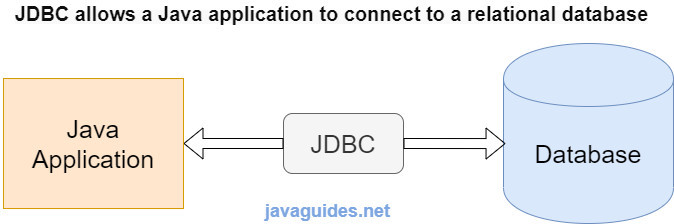 JDBC allows a Java application to connect to a relational database
Java
Application
JDBC
Database
javaguides.net